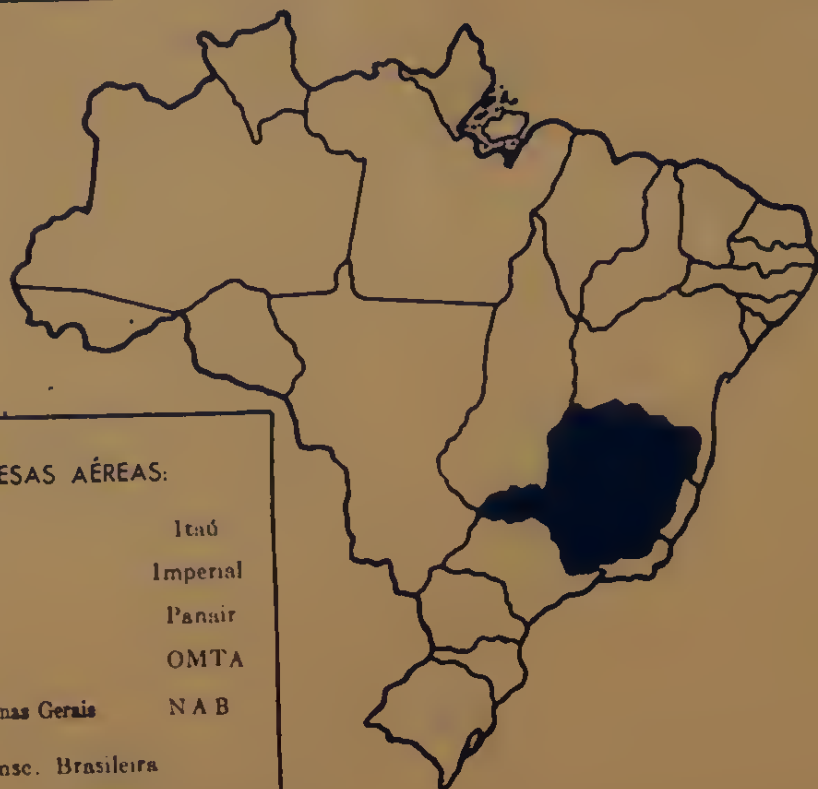 ESAS AÉREAS:
Itaú
Imperial
Panair
OMTA
nas Gerais NAB
nsc. Brasileira